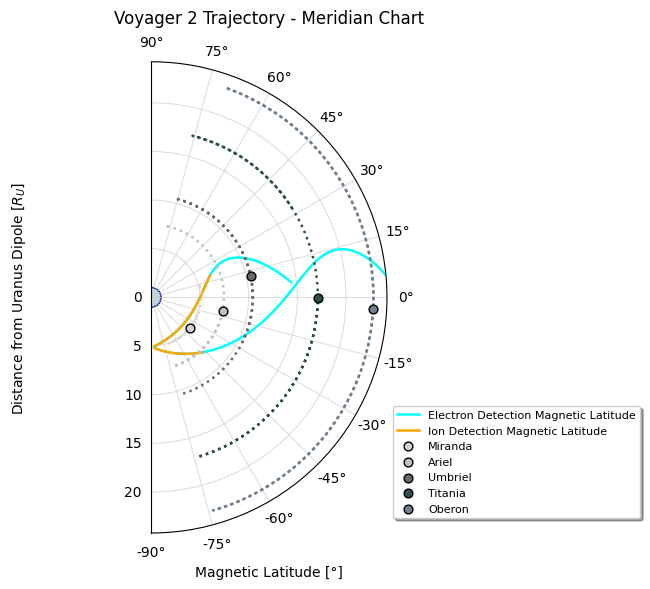 Voyager 2 Trajectory - Meridian Chart
90°
75°
60°
45°
30°
15°
0°
-15°
-30°
-45°
-60°
-75°
-90°
0
5
10
15
20
Distance from Uranus Dipole [R_U]
Magnetic Latitude [°]
Electron Detection Magnetic Latitude
Ion Detection Magnetic Latitude
Miranda
Ariel
Umbriel
Titania
Oberon